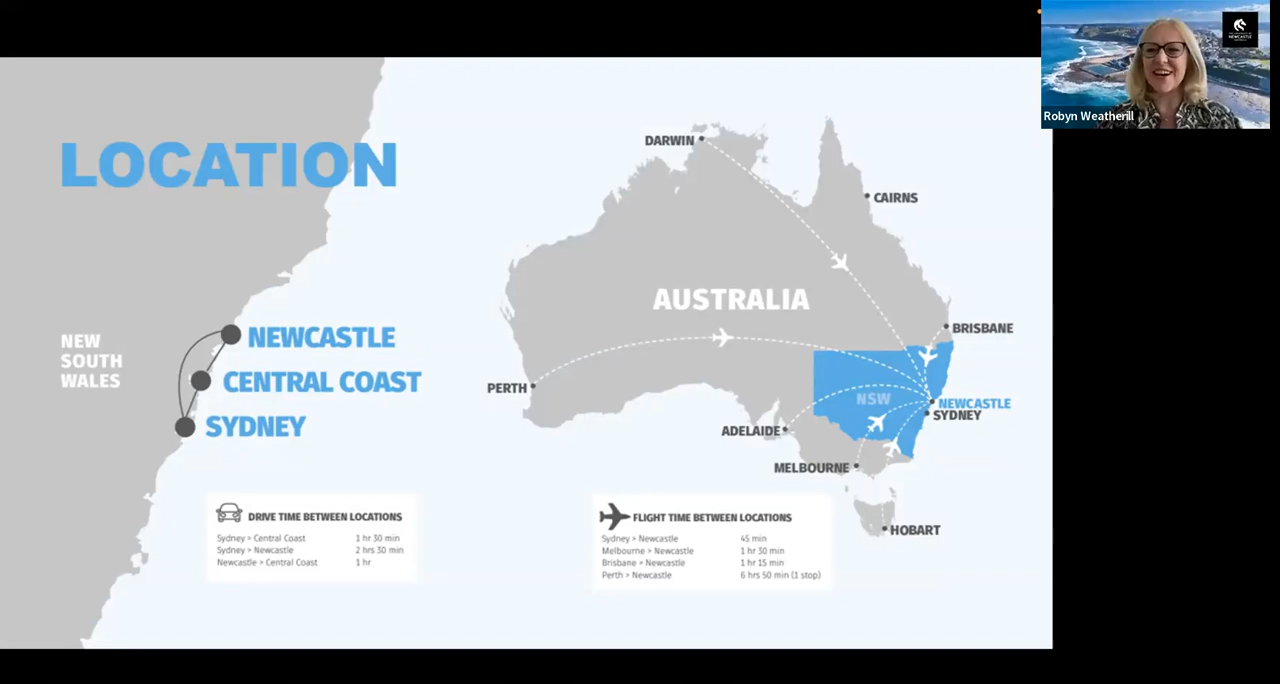 LOCATION
NEW
SOUTH
WALES
NEWCASTLE
CENTRAL COAST
SYDNEY
DRIVE TIME BETWEEN LOCATIONS
Sydney > Central Coast 1 hr 30 min
Sydney > Newcastle 2 hrs 30 min
Newcastle > Central Coast 1 hr
DARWIN
CAIRNS
AUSTRALIA
BRISBANE
PERTH
NSW
NEWCASTLE
SYDNEY
ADELAIDE
MELBOURNE
HOBART
FLIGHT TIME BETWEEN LOCATIONS
Sydney > Newcastle 45 min
Melbourne > Newcastle 1 hr 30 min
Brisbane > Newcastle 1 hr 15 min
Perth > Newcastle 6 hrs 50 min (1 stop)
NEWCASTLE
Robyn Weatherill